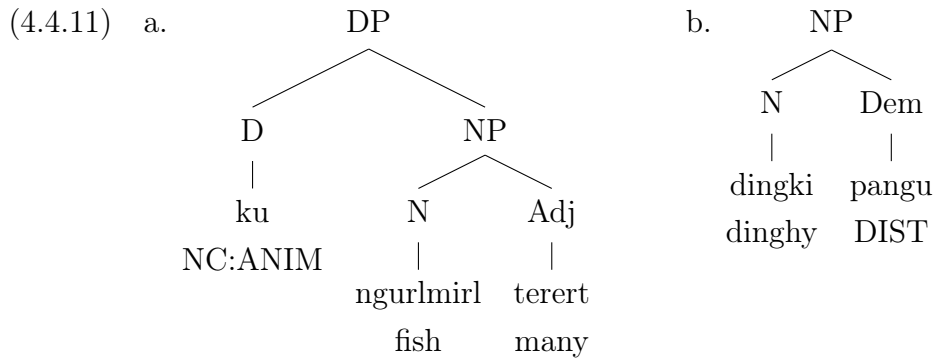 (4.4.11) a. DP b. NP
D NP N Dem
ku N Adj dingki pangu
NC:ANIM ngurlmirl terert dinghy DIST
fish many